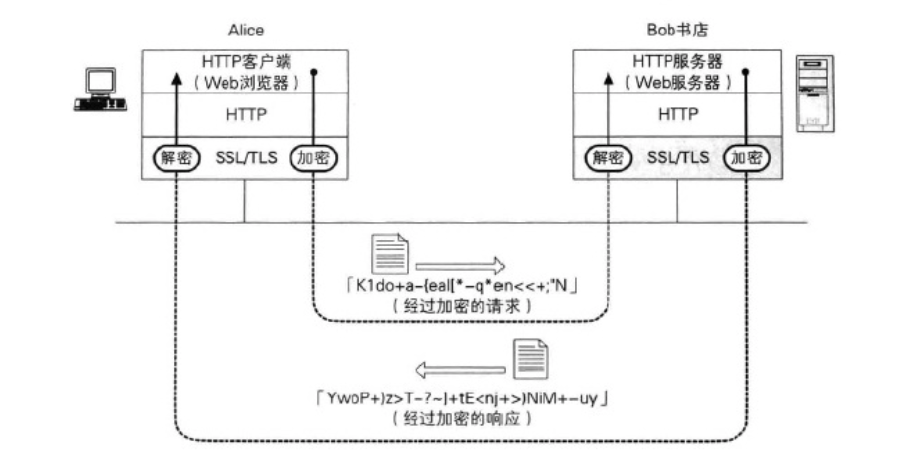 Alice
Bob书店
HTTP客户端
（Web浏览器）
HTTP
解密 SSL/TLS 加密
HTTP服务器
（Web服务器）
HTTP
解密 SSL/TLS 加密
「K1do+a-{eal[*-q*en<<+;"N」
（经过加密的请求）
「YwoP+)z>T-?~J+tE<nj+>)NiM+-uy」
（经过加密的响应）